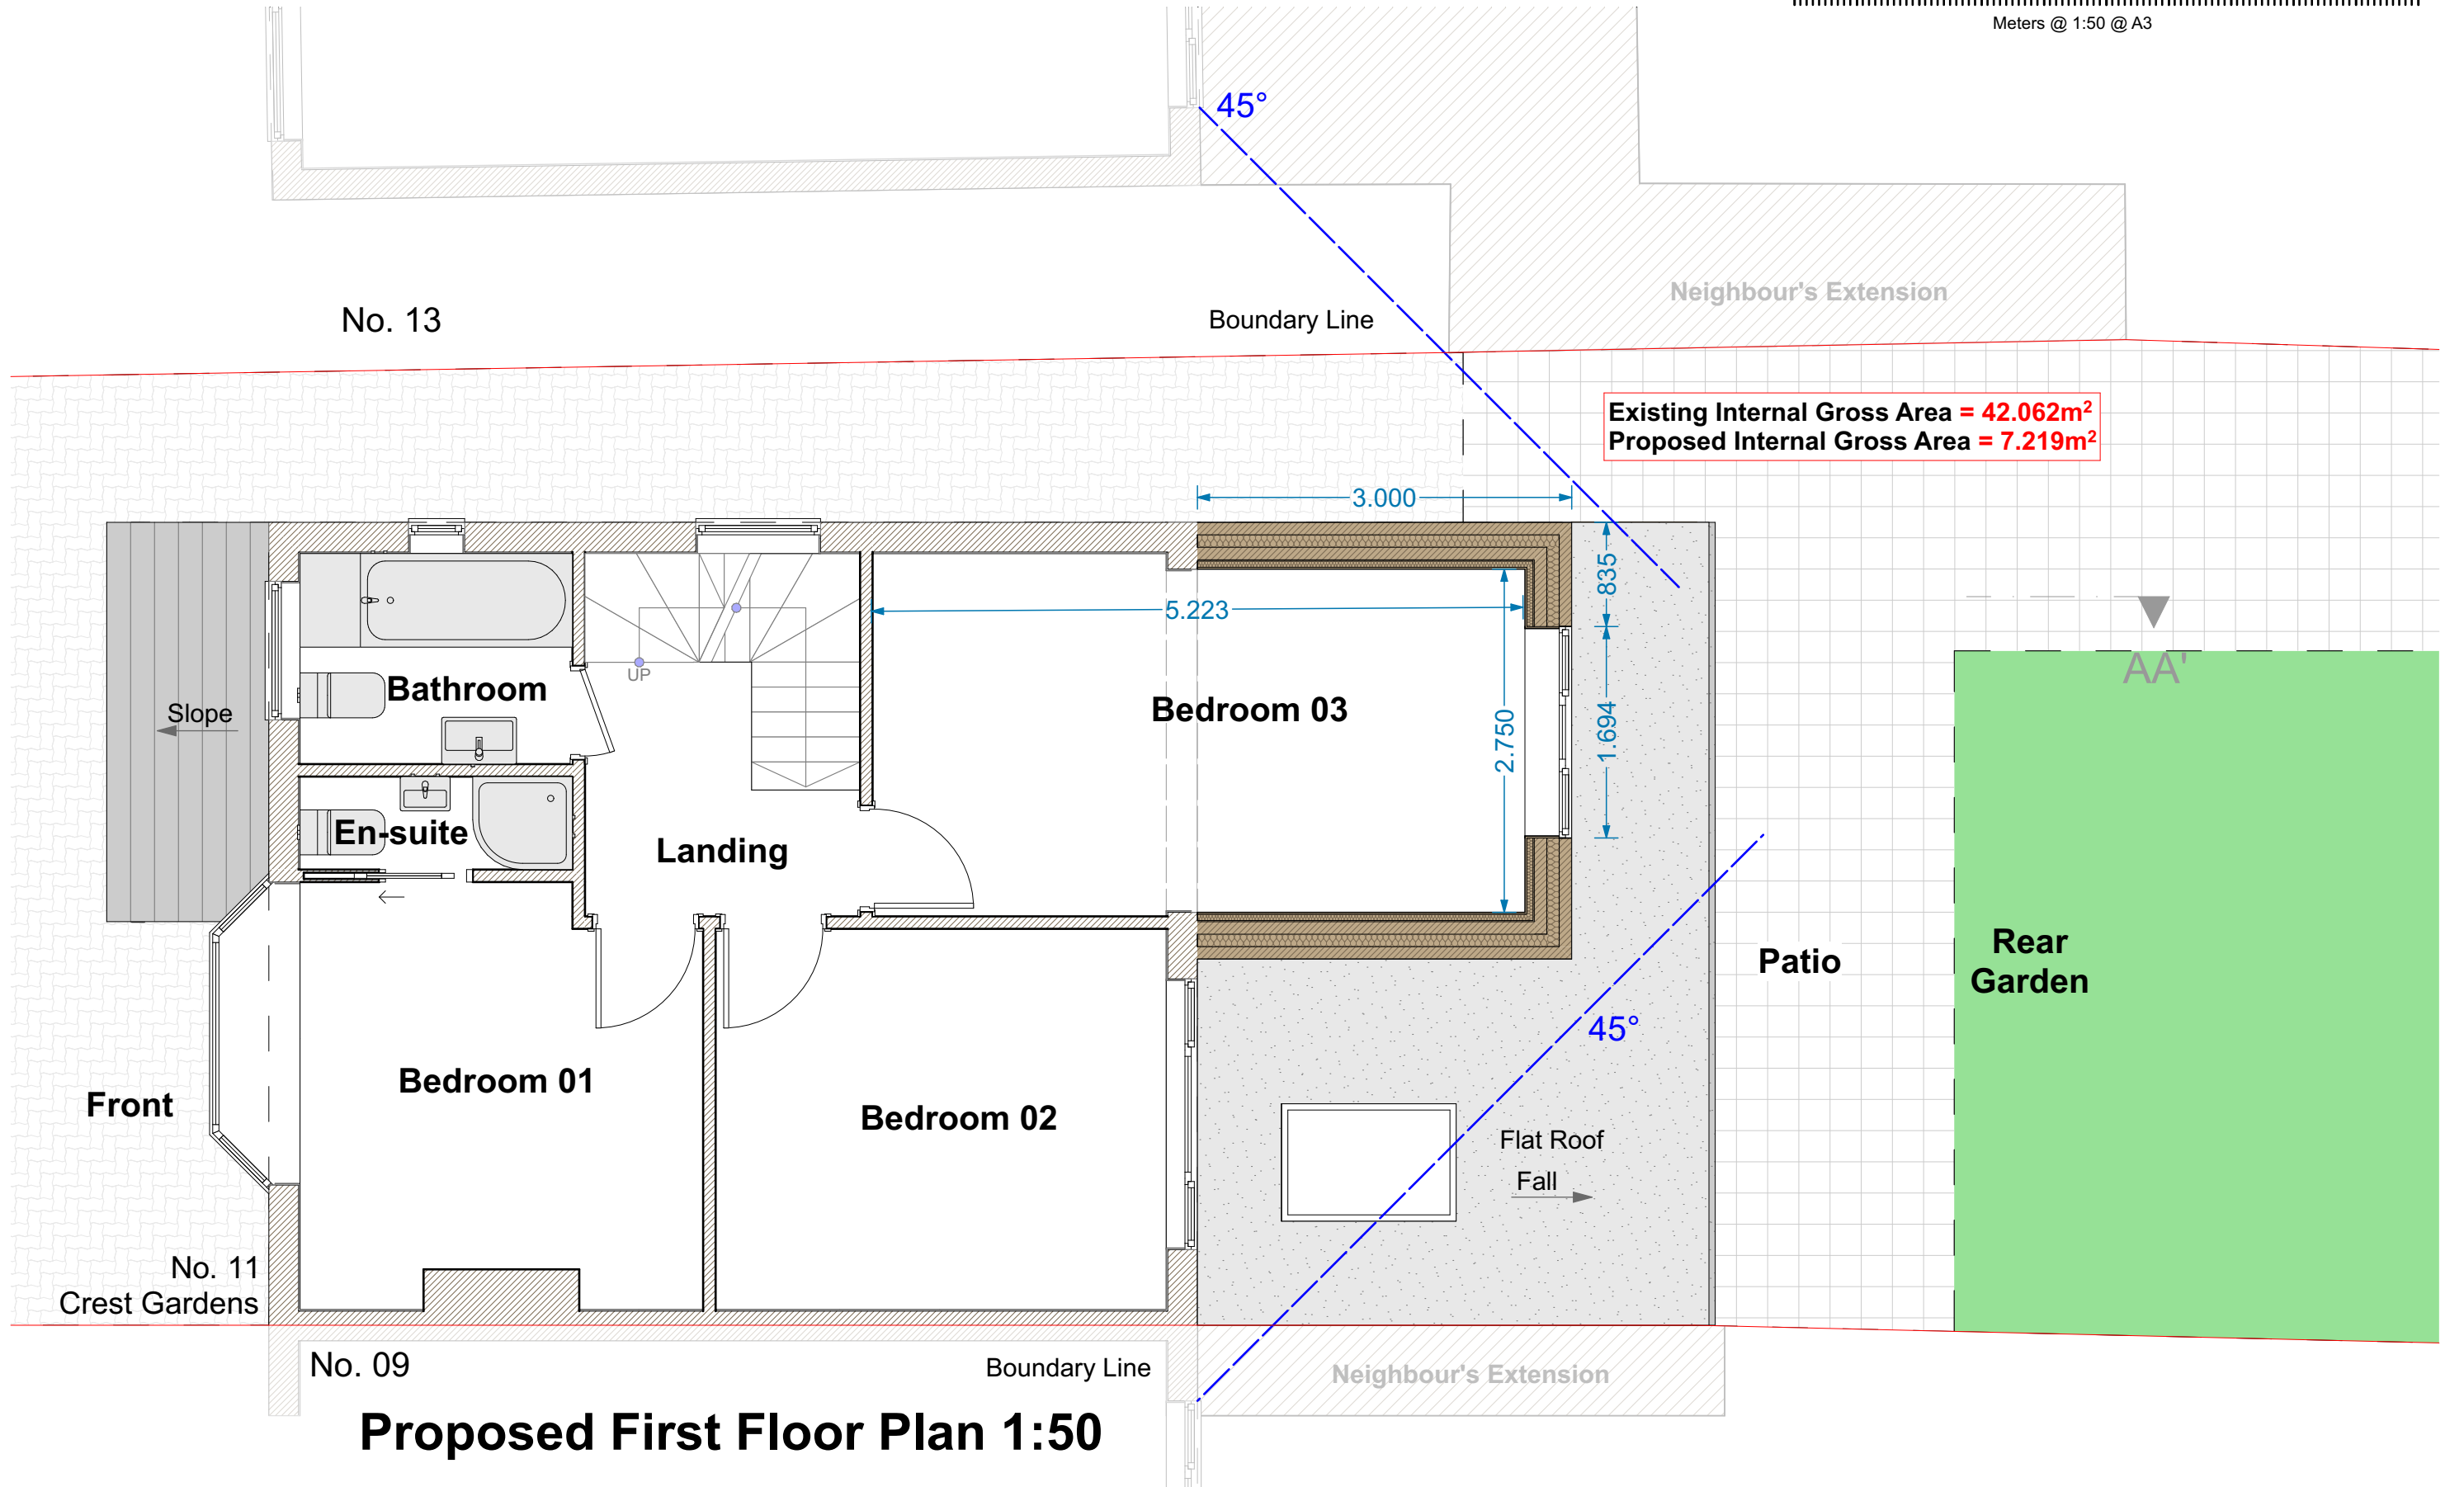 Meters @ 1:50 @ A3
45°
Neighbour's Extension
No. 13
Boundary Line
Existing Internal Gross Area = 42.062m²
Proposed Internal Gross Area = 7.219m²
3.000
835
5.223
UP
Bathroom
AA'
Slope
Bedroom 03
2.750
1.694
En-suite
Landing
Rear
Garden
Patio
45°
Bedroom 01
Front
Bedroom 02
Flat Roof
Fall
No. 11
Crest Gardens
No. 09
Boundary Line
Neighbour's Extension
Proposed First Floor Plan 1:50